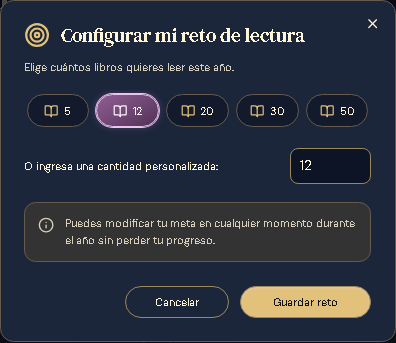 Configurar mi reto de lectura
Elige cuántos libros quieres leer este año.
5
12
20
30
50
O ingresa una cantidad personalizada:
12
Puedes modificar tu meta en cualquier momento durante
el año sin perder tu progreso.
Cancelar
Guardar reto